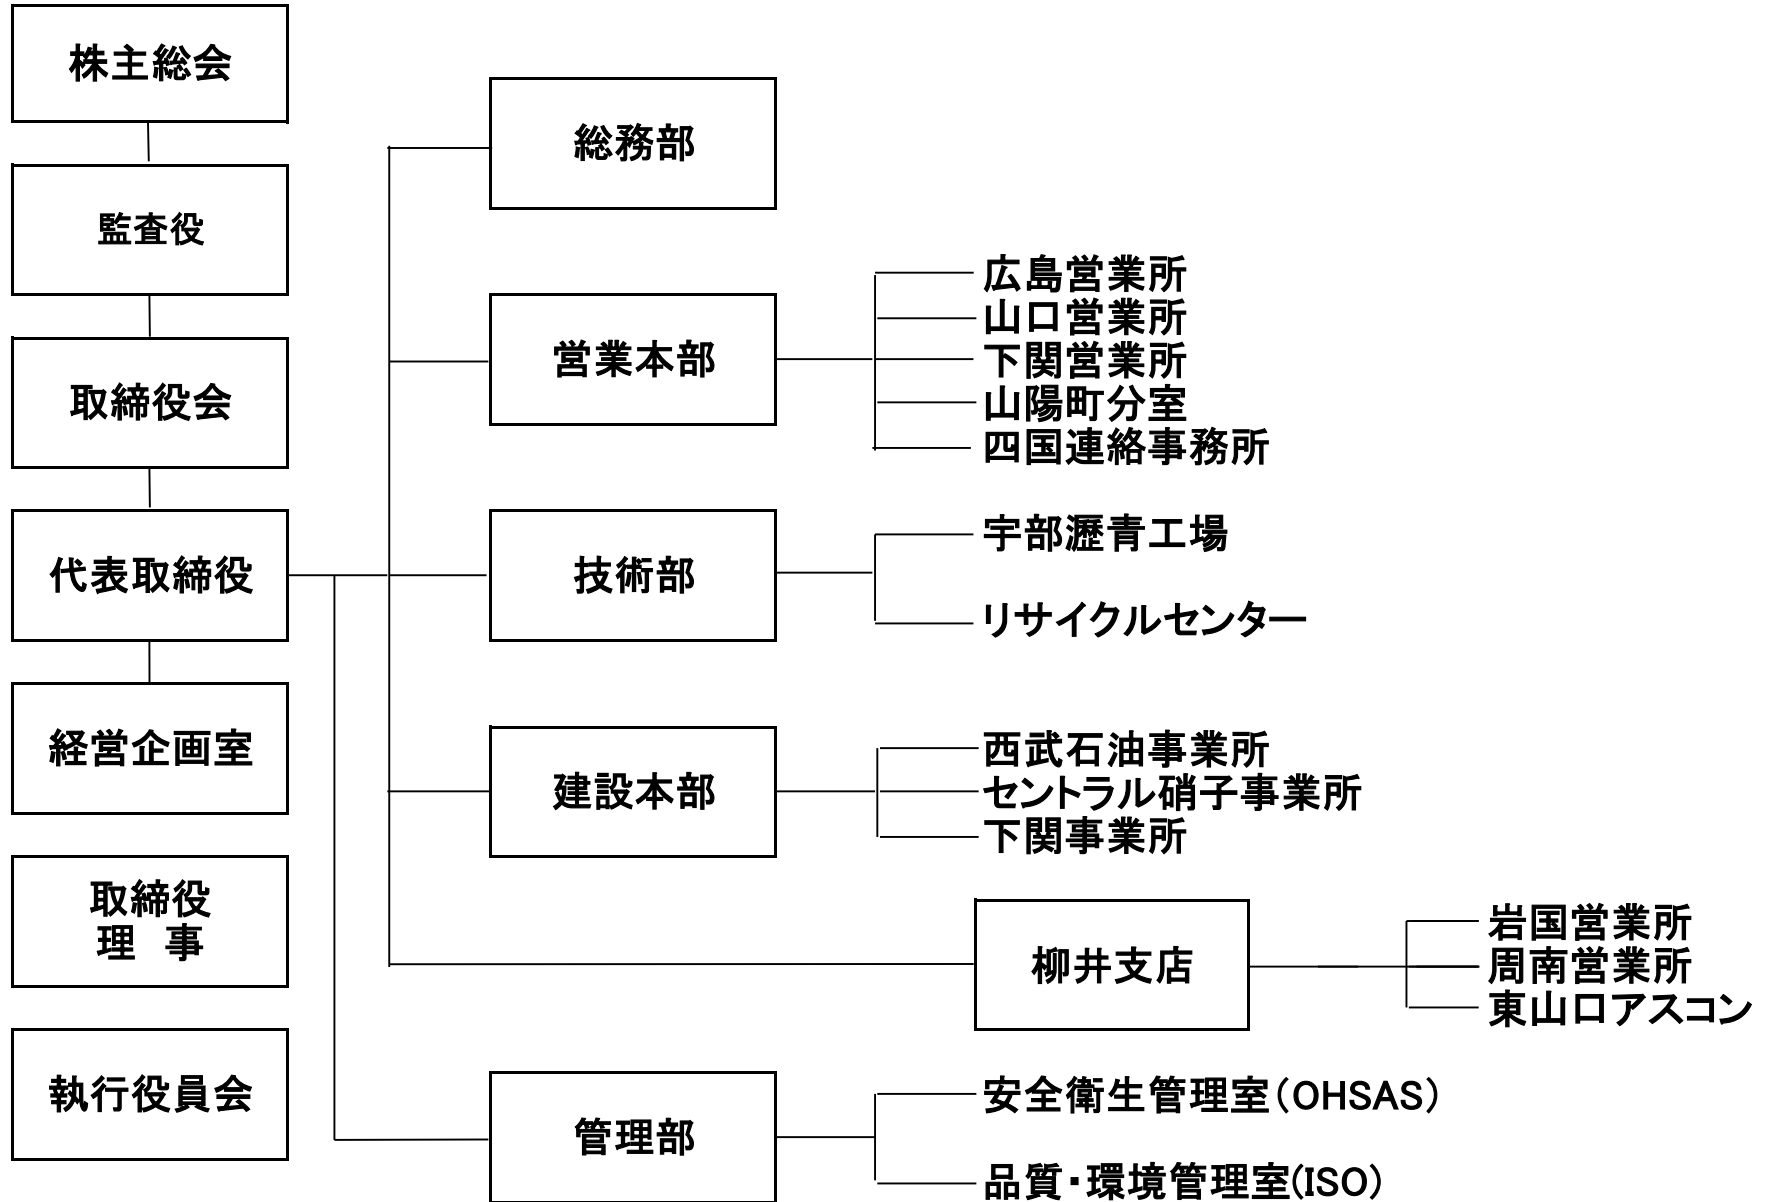 株主総会
監査役
取締役会
代表取締役
経営企画室
取締役
理　事
執行役員会
総務部
営業本部
広島営業所
山口営業所
下関営業所
山陽町分室
四国連絡事務所
技術部
宇部瀝青工場
リサイクルセンター
建設本部
西武石油事業所
セントラル硝子事業所
下関事業所
柳井支店
岩国営業所
周南営業所
東山口アスコン
管理部
安全衛生管理室（OHSAS）
品質・環境管理室(ISO)